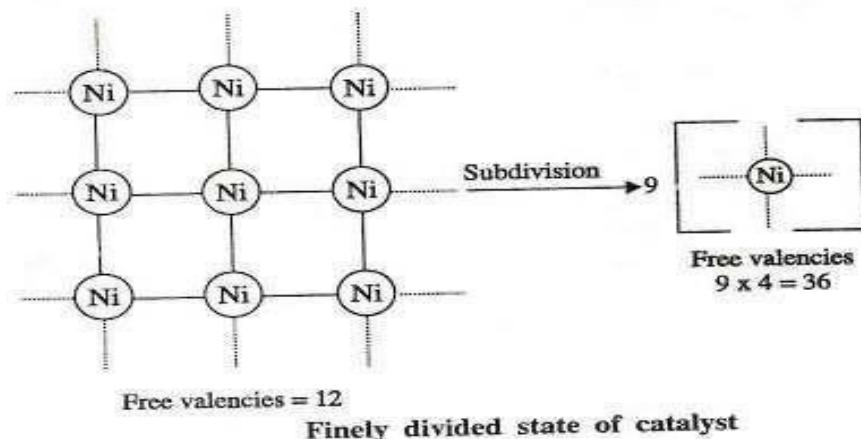 Ni Ni Ni
Subdivision
Ni Ni Ni 9 Ni
Free valencies
9 x 4 = 36
Ni Ni Ni
Free valencies = 12
Finely divided state of catalyst